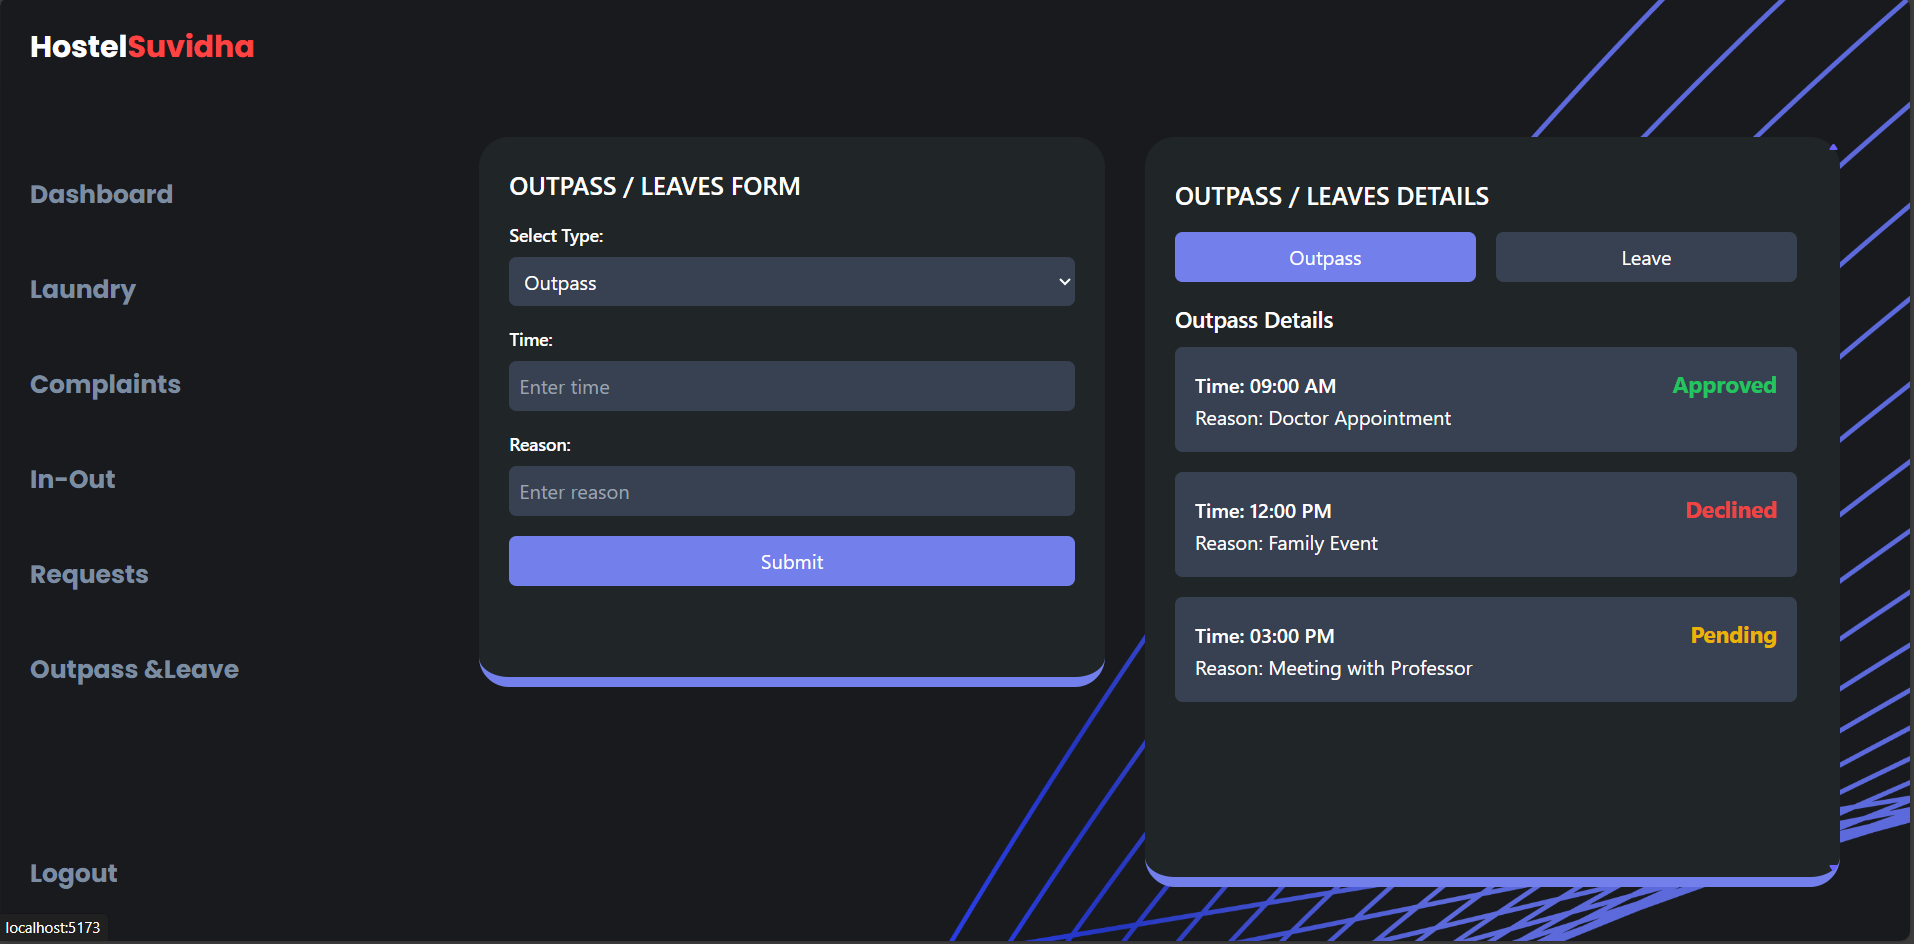 HostelSuvidha
Dashboard
Laundry
Complaints
In-Out
Requests
Outpass &Leave
Logout
localhost:5173
OUTPASS / LEAVES FORM
Select Type:
Outpass
Time:
Enter time
Reason:
Enter reason
Submit
OUTPASS / LEAVES DETAILS
Outpass
Leave
Outpass Details
Time: 09:00 AM
Approved
Reason: Doctor Appointment
Time: 12:00 PM
Declined
Reason: Family Event
Time: 03:00 PM
Pending
Reason: Meeting with Professor